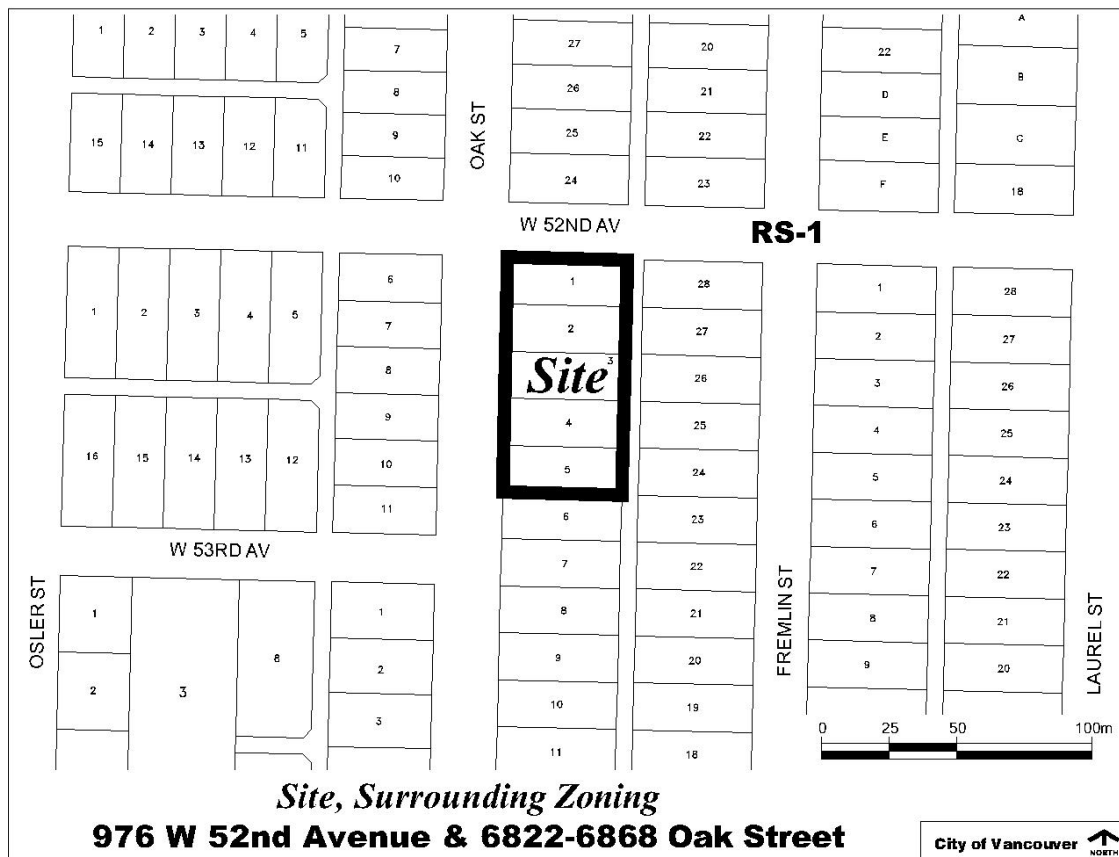 1 2 3 4 5
7
8
9
10
15 14 13 12 11
OAK ST
27
26
25
24
20
21
22
23
22
D
E
F
A
B
C
18
W 52ND AV
RS-1
1 2 3 4 5
16 15 14 13 12
6
7
8
9
10
11
1
2
3
Site
4
5
6
7
8
9
10
11
28
27
26
25
24
23
22
21
20
19
18
1
2
3
4
5
6
7
8
9
28
27
26
25
24
23
22
21
20
W 53RD AV
OSLER ST
1
2
3
8
1
2
3
FREMLIN ST
LAUREL ST
0 25 50 100m
Site, Surrounding Zoning
976 W 52nd Avenue & 6822-6868 Oak Street
City of Vancouver
NORTH